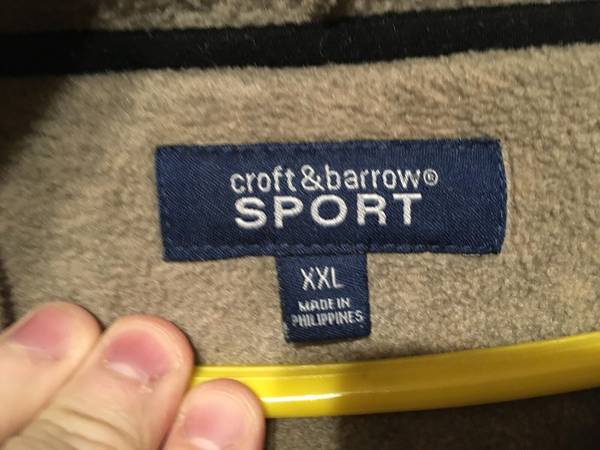 croft&barrow®
SPORT
XXL
MADE IN
PHILIPPINES